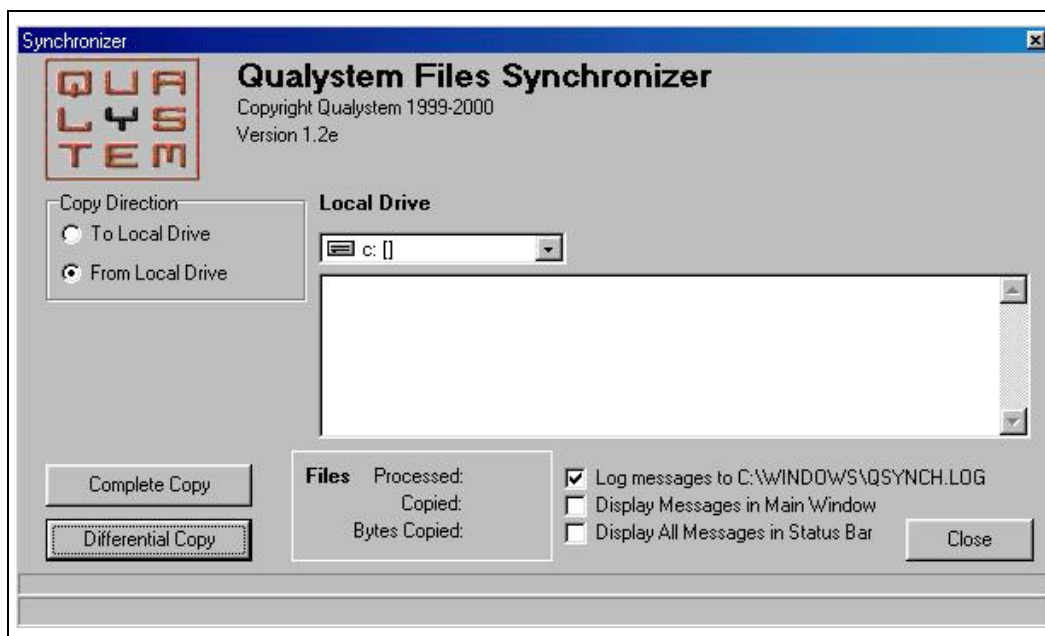 Synchronizer
QUA
LYS
TEM
Qualystem Files Synchronizer
Copyright Qualystem 1999-2000
Version 1.2e
Copy Direction
To Local Drive
From Local Drive
Local Drive
c: []
Complete Copy
Differential Copy
Files Processed:
Copied:
Bytes Copied:
Log messages to C:\WINDOWS\QSYNCH.LOG
Display Messages in Main Window
Display All Messages in Status Bar
Close